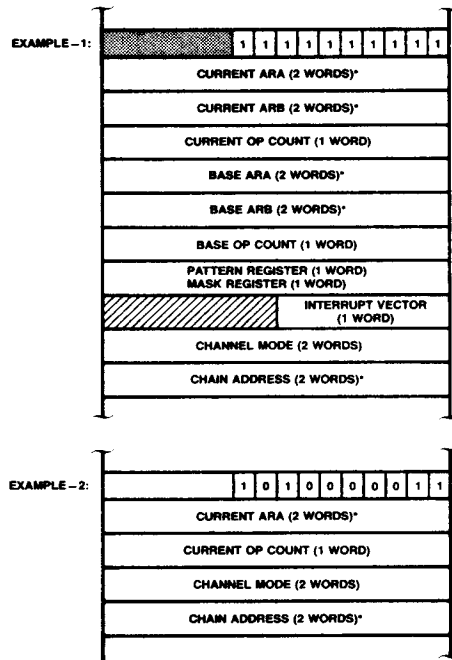 EXAMPLE–1: 1 1 1 1 1 1 1 1 1 1
CURRENT ARA (2 WORDS)*
CURRENT ARB (2 WORDS)*
CURRENT OP COUNT (1 WORD)
BASE ARA (2 WORDS)*
BASE ARB (2 WORDS)*
BASE OP COUNT (1 WORD)
PATTERN REGISTER (1 WORD)
MASK REGISTER (1 WORD)
INTERRUPT VECTOR
(1 WORD)
CHANNEL MODE (2 WORDS)
CHAIN ADDRESS (2 WORDS)*
EXAMPLE–2: 1 0 1 0 0 0 0 0 1 1
CURRENT ARA (2 WORDS)*
CURRENT OP COUNT (1 WORD)
CHANNEL MODE (2 WORDS)
CHAIN ADDRESS (2 WORDS)*